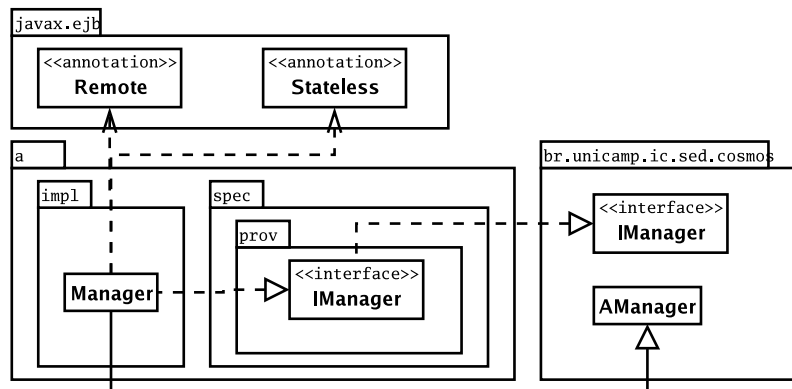 javax.ejb
<<annotation>>
Remote
<<annotation>>
Stateless
a
br.unicamp.ic.sed.cosmos
impl
spec
<<interface>>
IManager
prov
Manager
<<interface>>
IManager
AManager